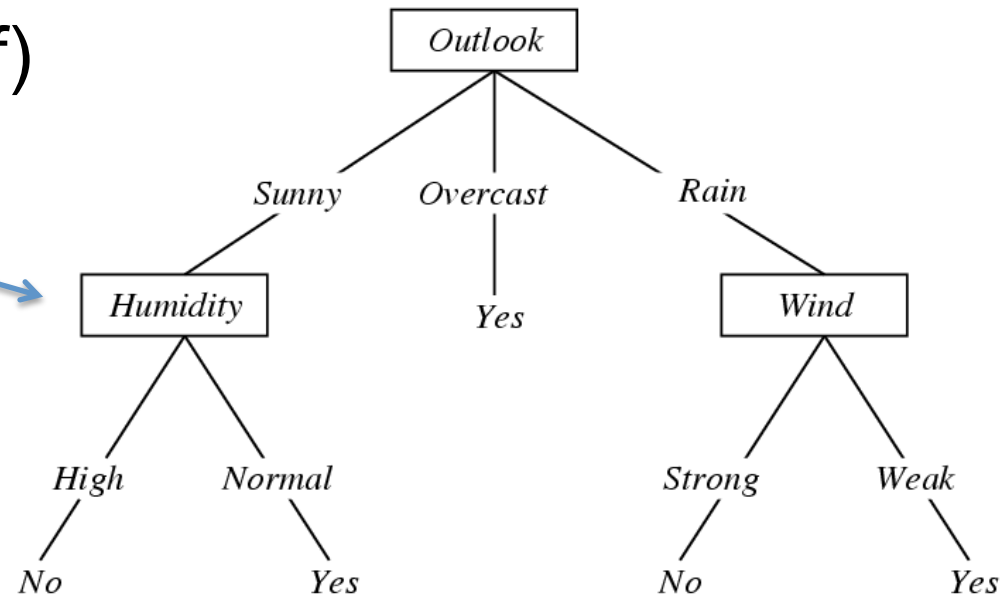 f)
Outlook
Sunny Overcast Rain
Humidity Yes Wind
High Normal Strong Weak
No Yes No Yes